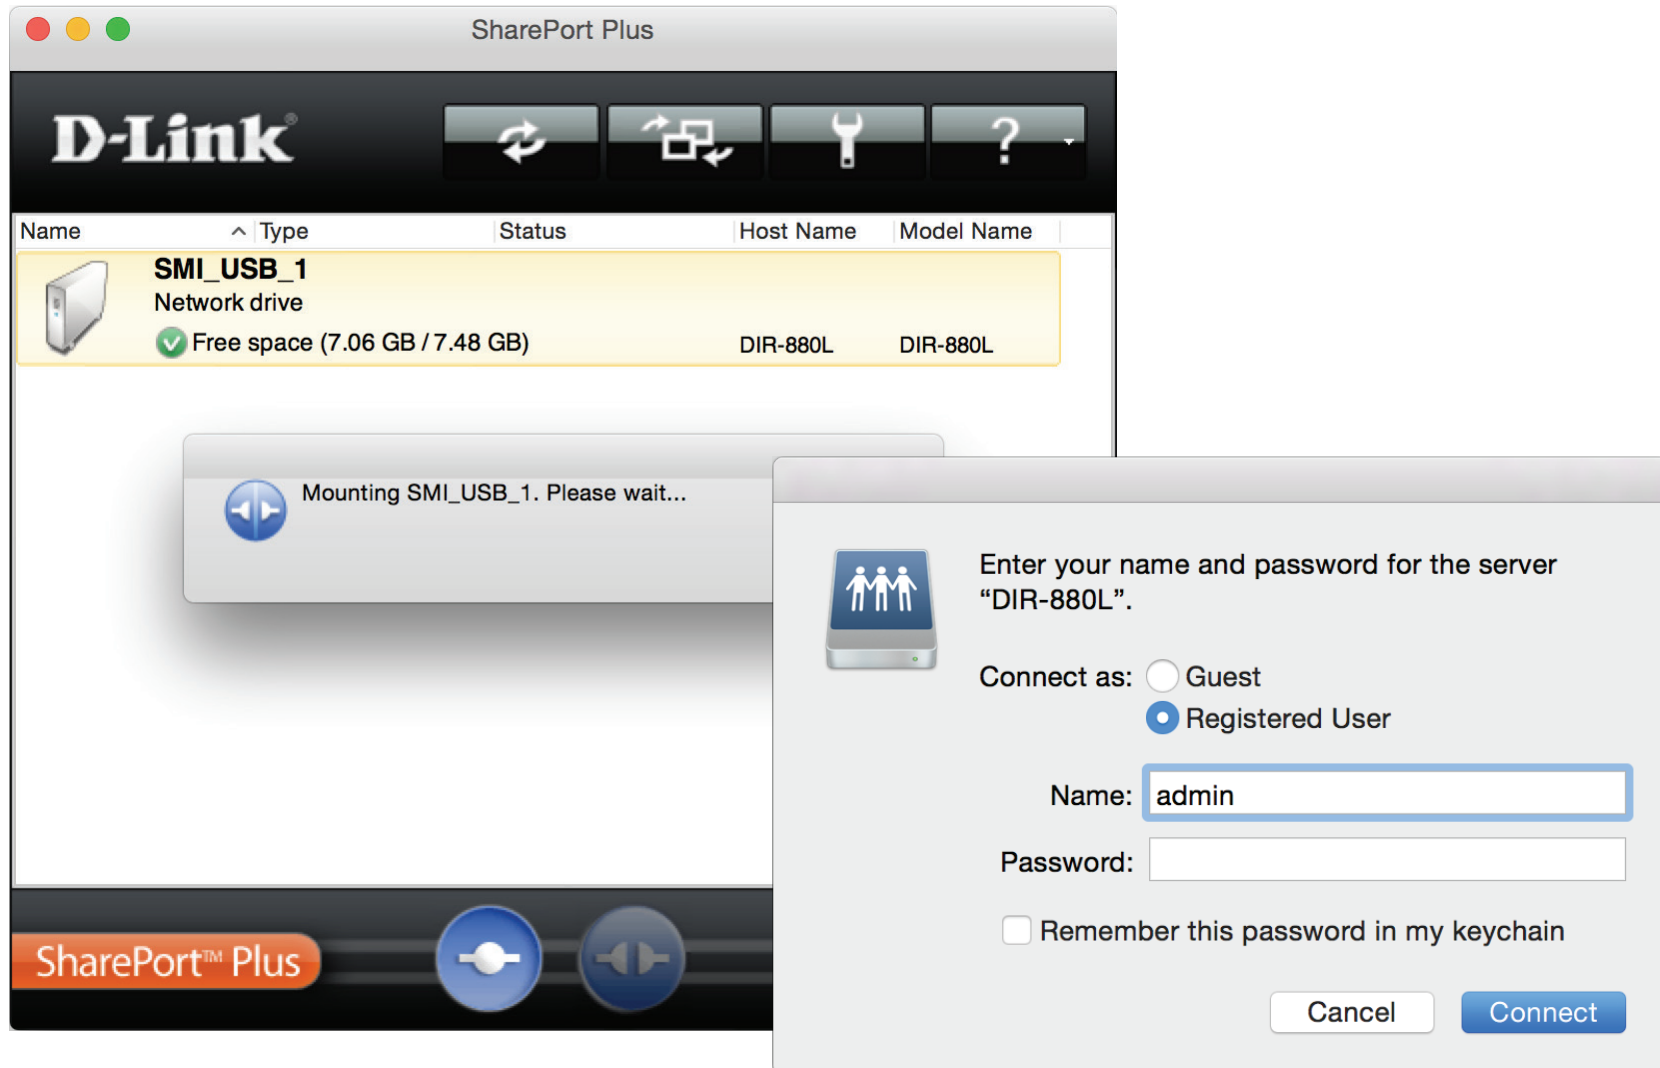 SharePort Plus
D-Link®
?
Name Type Status Host Name Model Name
SMI_USB_1
Network drive
Free space (7.06 GB / 7.48 GB) DIR-880L DIR-880L
Mounting SMI_USB_1. Please wait...
Enter your name and password for the server
“DIR-880L”.
Connect as: Guest
Registered User
Name: admin
Password:
Remember this password in my keychain
Cancel Connect
SharePort™ Plus